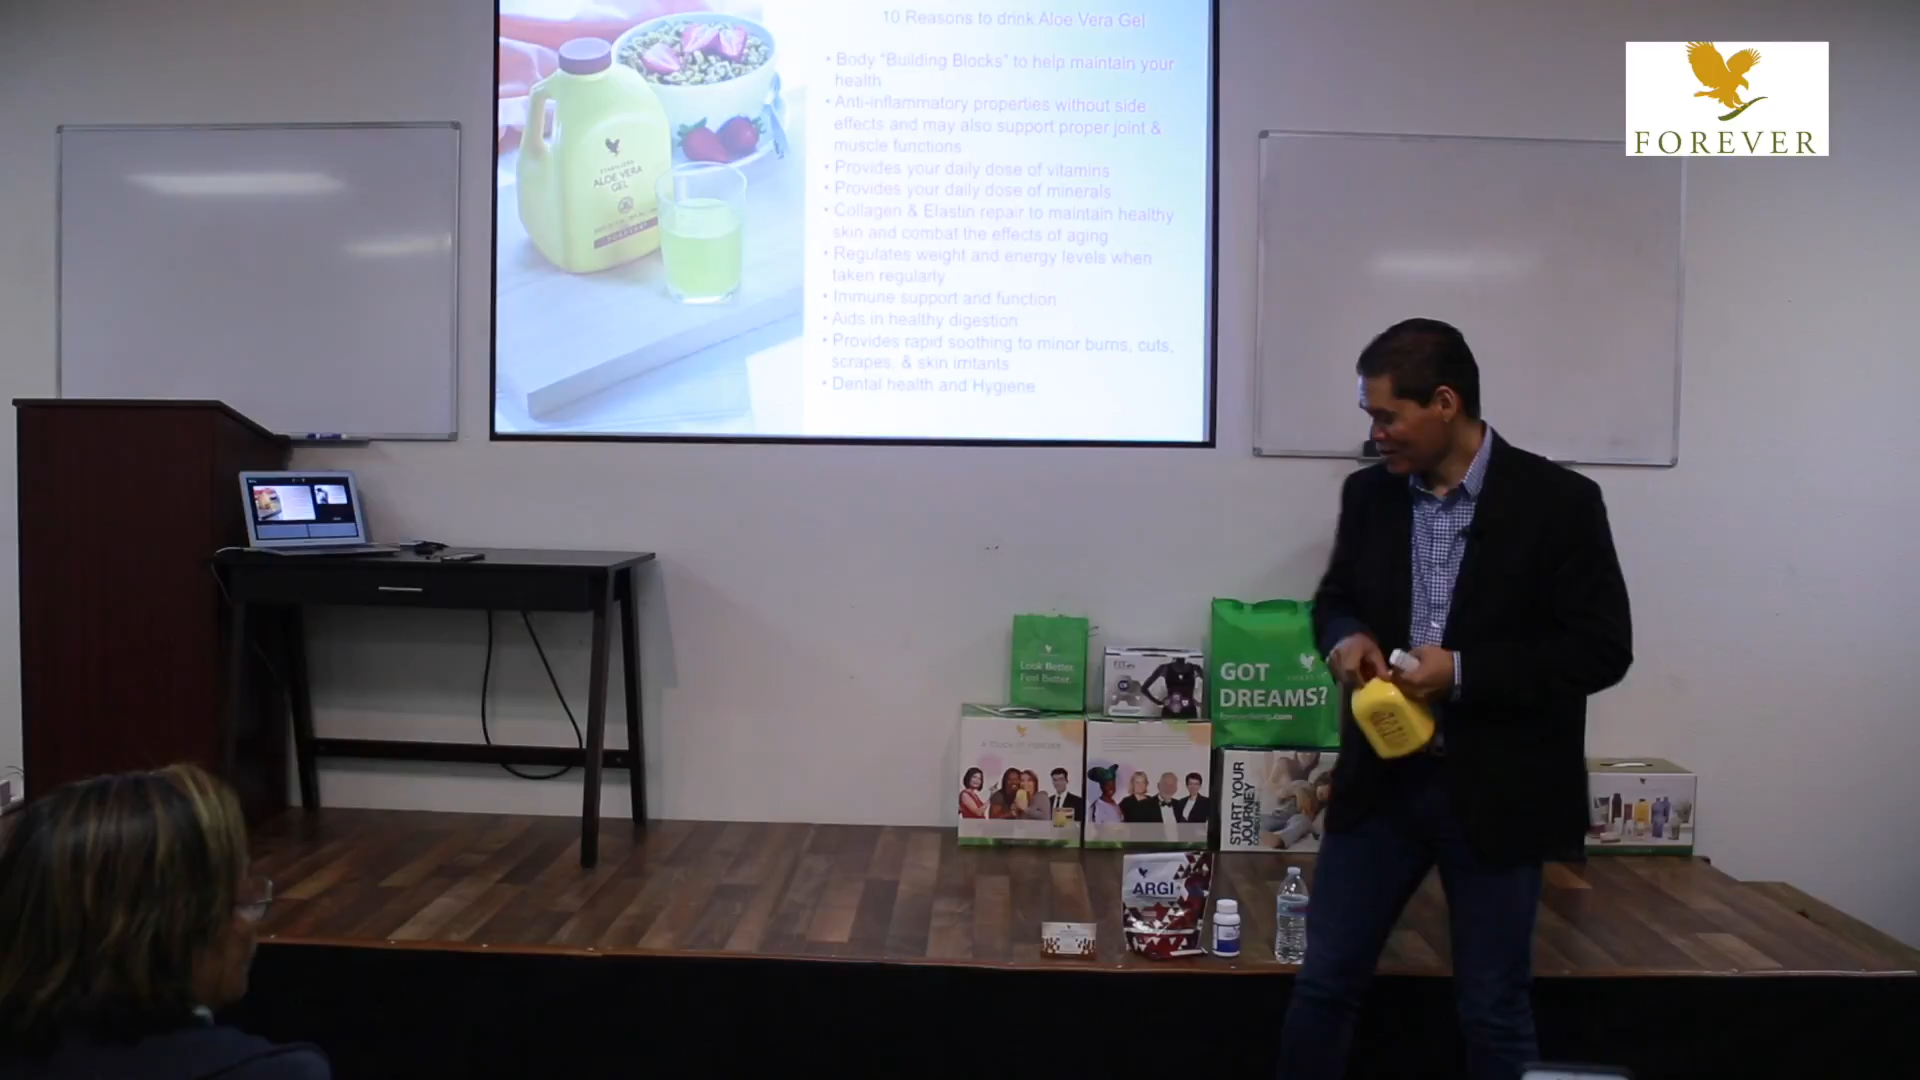 10 Reasons to drink Aloe Vera Gel
• Body "Building Blocks" to help maintain your
health
• Anti-inflammatory properties without side
effects and may also support proper joint &
muscle functions
• Provides your daily dose of vitamins
• Provides your daily dose of minerals
• Collagen & Elastin repair to maintain healthy
skin and combat the effects of aging
• Regulates weight and energy levels when
taken regularly
• Immune support and function
• Aids in healthy digestion
• Provides rapid soothing to minor burns, cuts,
scrapes, & skin irritants
• Dental health and Hygiene
ALOE VERA
GEL
FOREVER
Look Better.
Feel Better.
GOT
DREAMS?
START YOUR
JOURNEY
ARGI+